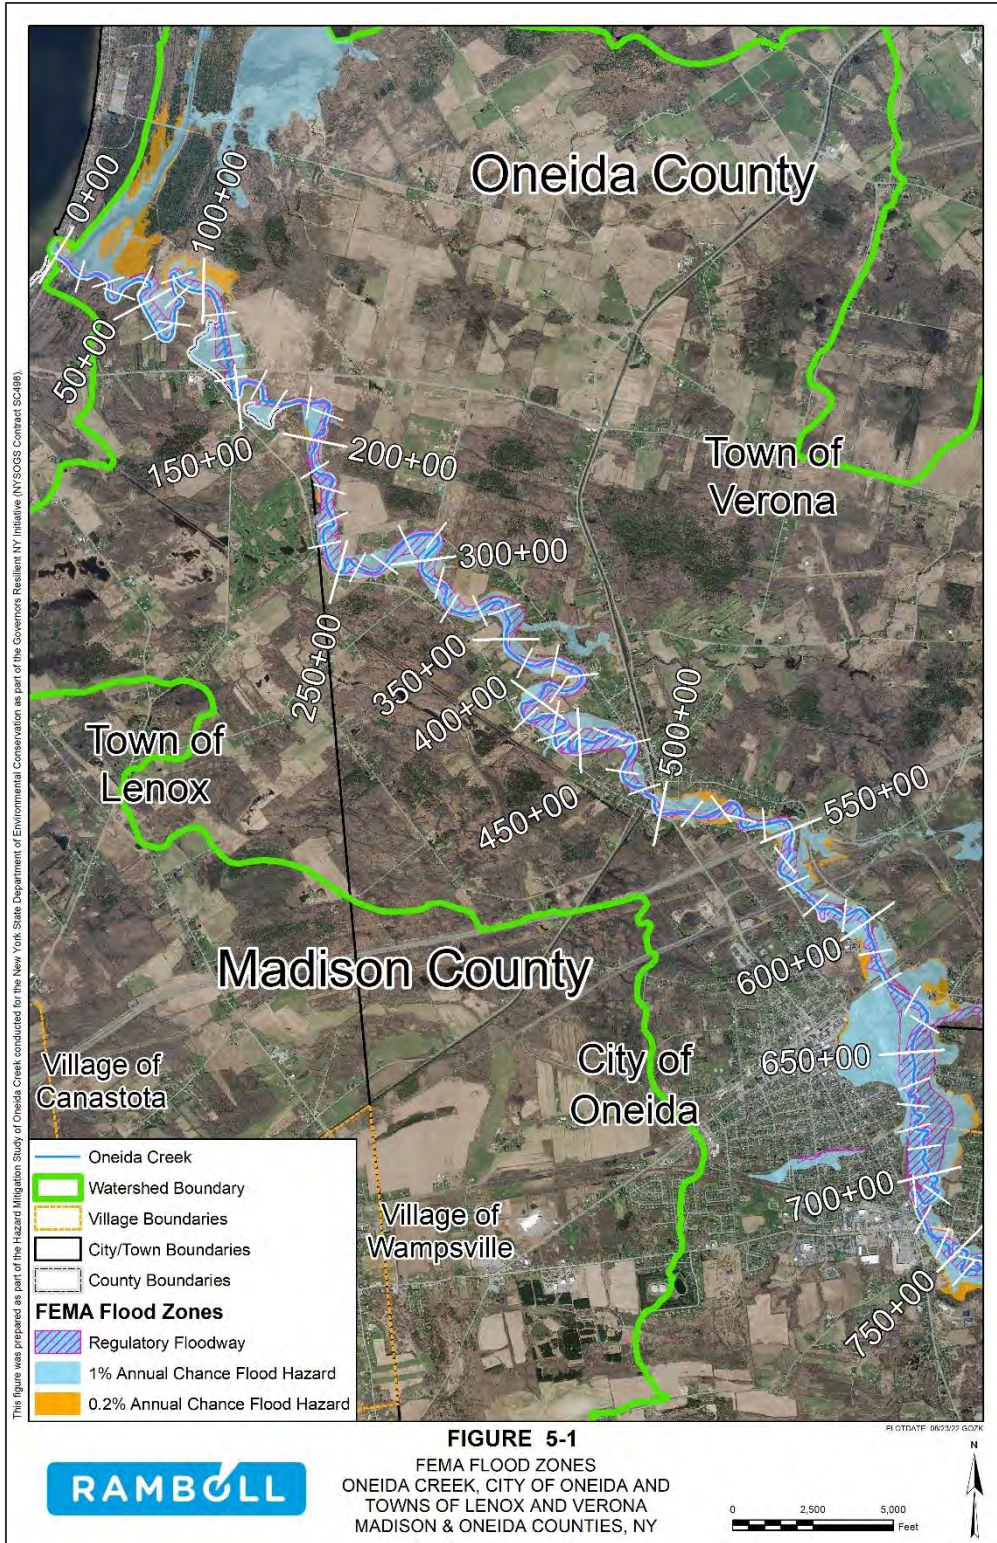 Oneida County
0+00
100+00
50+00
150+00
200+00
Town of
Verona
300+00
250+00
350+00
400+00
500+00
Town of
Lenox
450+00
550+00
Madison County
600+00
Village of
Canastota
City of
Oneida
650+00
700+00
Village of
Wampsville
750+00
Oneida Creek
Watershed Boundary
Village Boundaries
City/Town Boundaries
County Boundaries
FEMA Flood Zones
Regulatory Floodway
1% Annual Chance Flood Hazard
0.2% Annual Chance Flood Hazard
This figure was prepared as part of the Hazard Mitigation Study of Oneida Creek conducted for the New York State Department of Environmental Conservation as part of the Governors Resilient NY Initiative (NYSOGS Contract SC498).
PLOTDATE: 08/23/22 GOZK
RAMBOLL
FIGURE 5-1
FEMA FLOOD ZONES
ONEIDA CREEK, CITY OF ONEIDA AND
TOWNS OF LENOX AND VERONA
MADISON & ONEIDA COUNTIES, NY
N
0 2,500 5,000
Feet